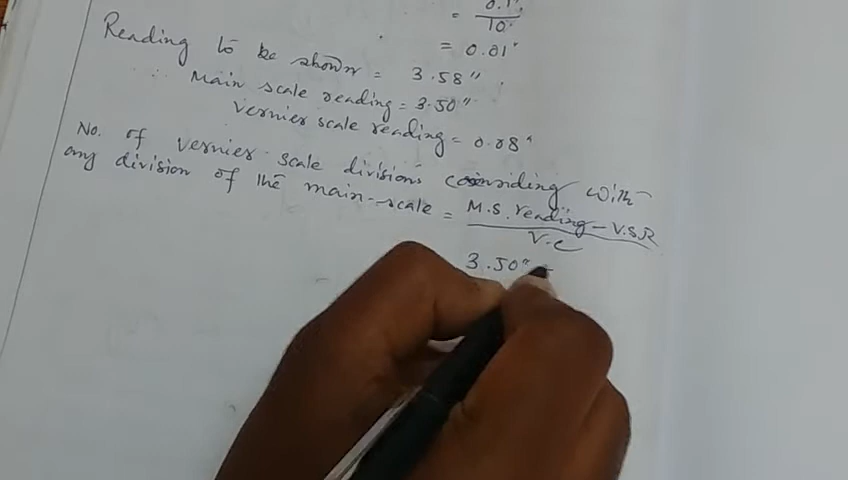 0.1"
= 10
= 0.01"
Reading to be shown = 3.58"
∴ Main scale reading = 3.50"
Vernier scale reading = 0.08"
No. of vernier scale divisions coinsiding with
any division of the main-scale = M.S. reading - V.S.R
V.C
3.50" -